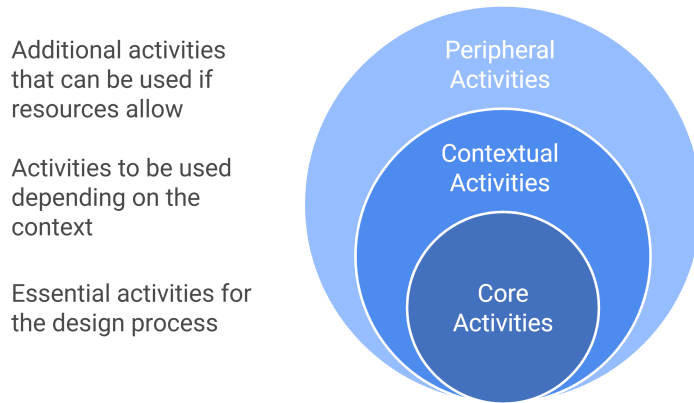 Additional activities
that can be used if
resources allow
Peripheral
Activities
Activities to be used
depending on the
context
Contextual
Activities
Essential activities for
the design process
Core
Activities